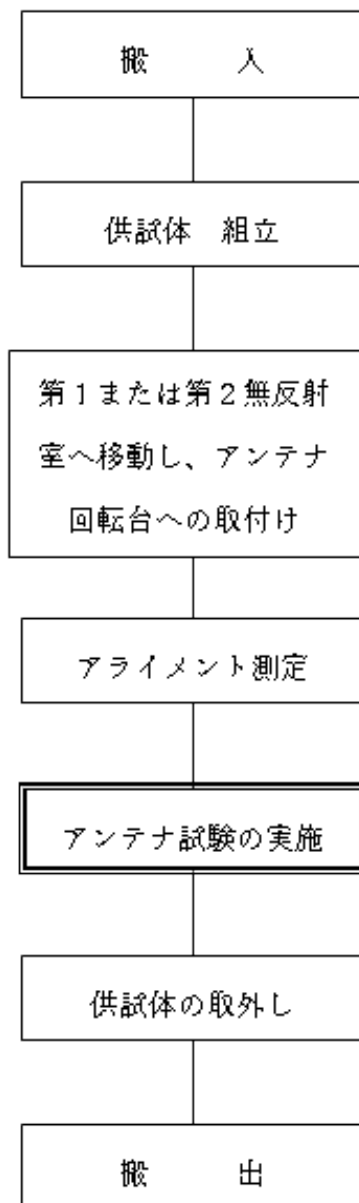 搬　　入
供試体　組立
第１または第２無反射
室へ移動し、アンテナ
回転台への取付け
アライメント測定
アンテナ試験の実施
供試体の取外し
搬　　出